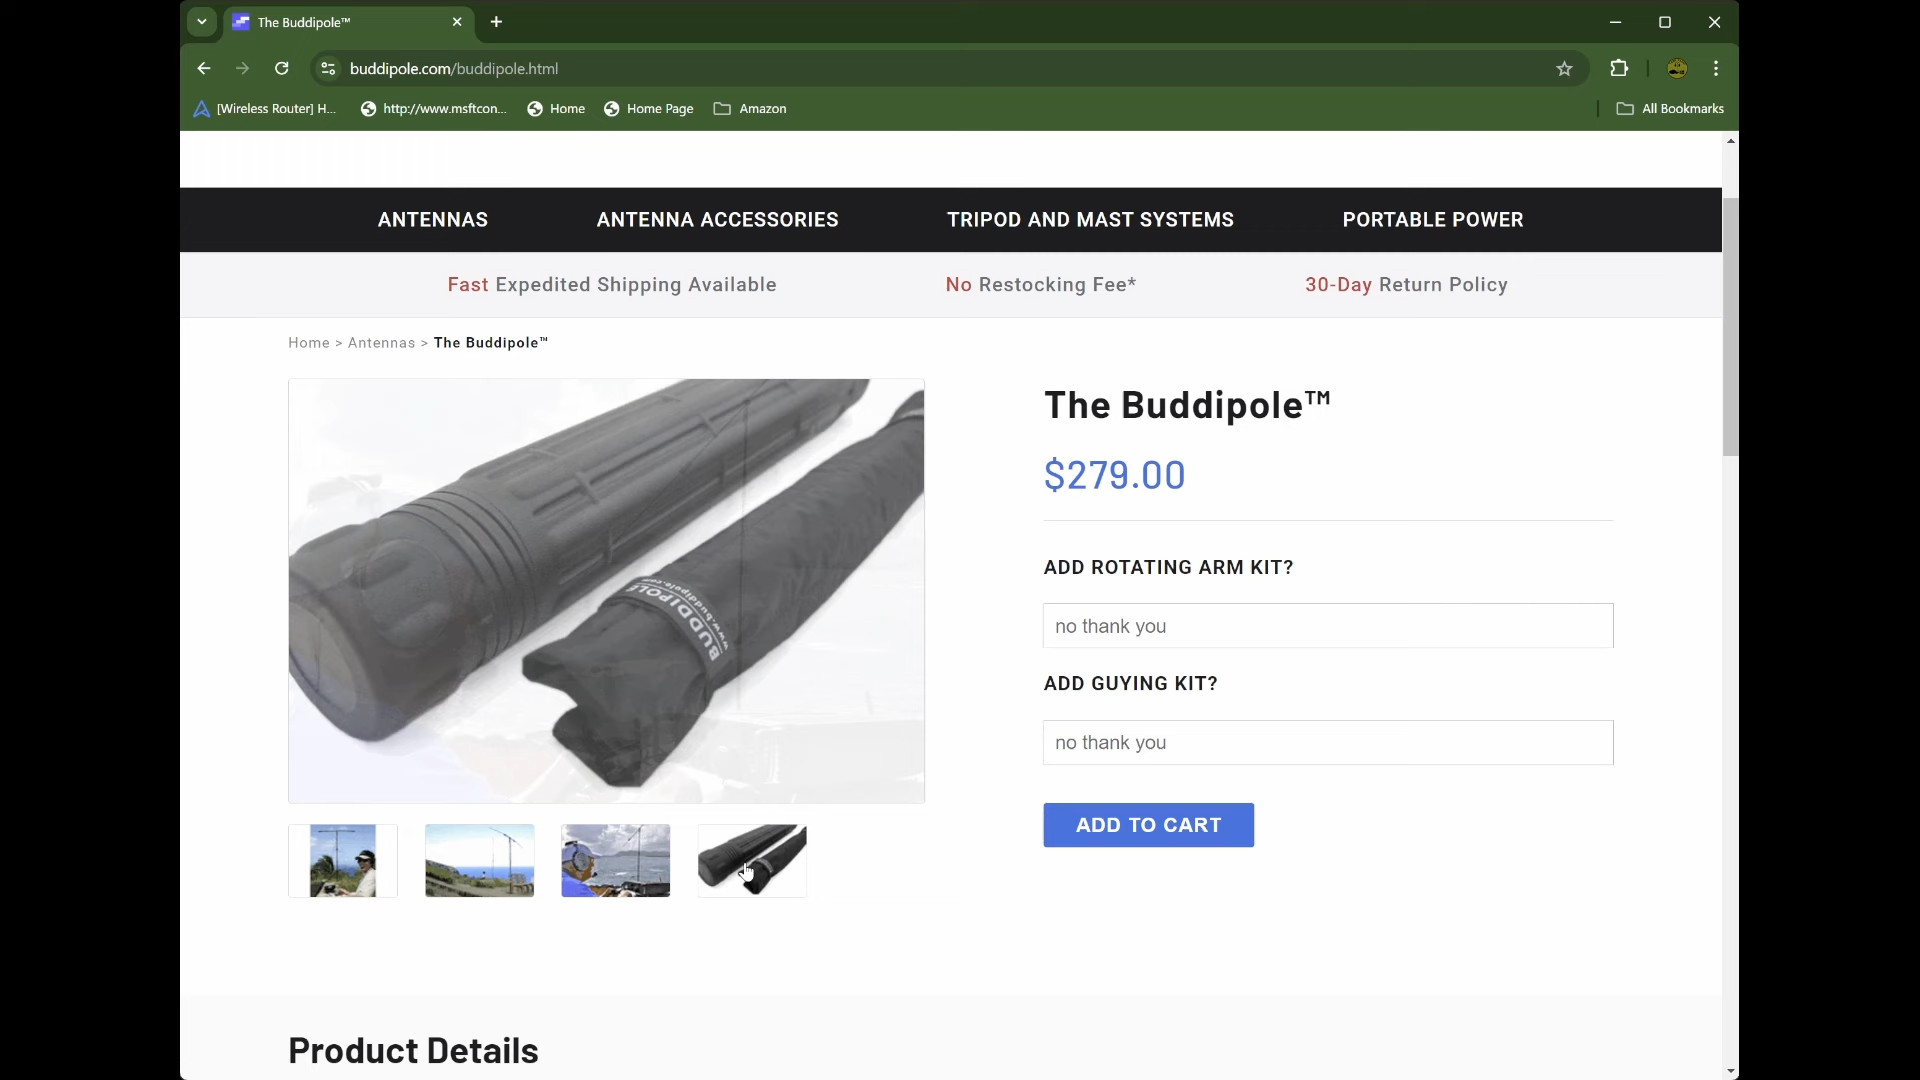 The Buddipole™
buddipole.com/buddipole.html
[Wireless Router] H...
http://www.msftcon...
Home
Home Page
Amazon
All Bookmarks
ANTENNAS
ANTENNA ACCESSORIES
TRIPOD AND MAST SYSTEMS
PORTABLE POWER
Fast Expedited Shipping Available
No Restocking Fee*
30-Day Return Policy
Home > Antennas > The Buddipole™
BUDDIPOLE
www.buddipole.com
The Buddipole™
$279.00
ADD ROTATING ARM KIT?
no thank you
ADD GUYING KIT?
no thank you
ADD TO CART
Product Details